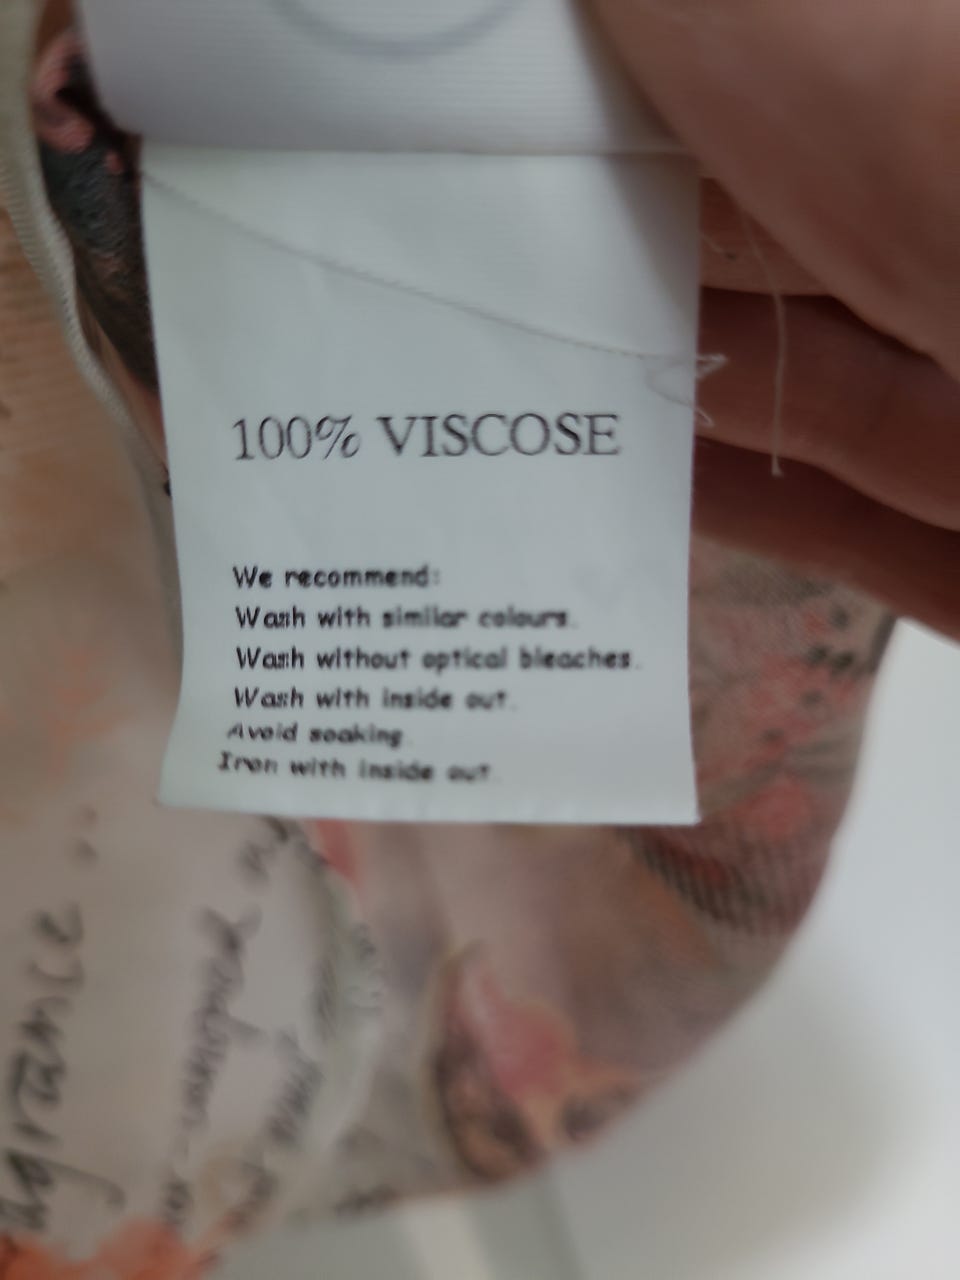 100% VISCOSE
We recommend:
Wash with similar colours.
Wash without optical bleaches.
Wash with inside out.
Avoid soaking.
Iron with inside out.